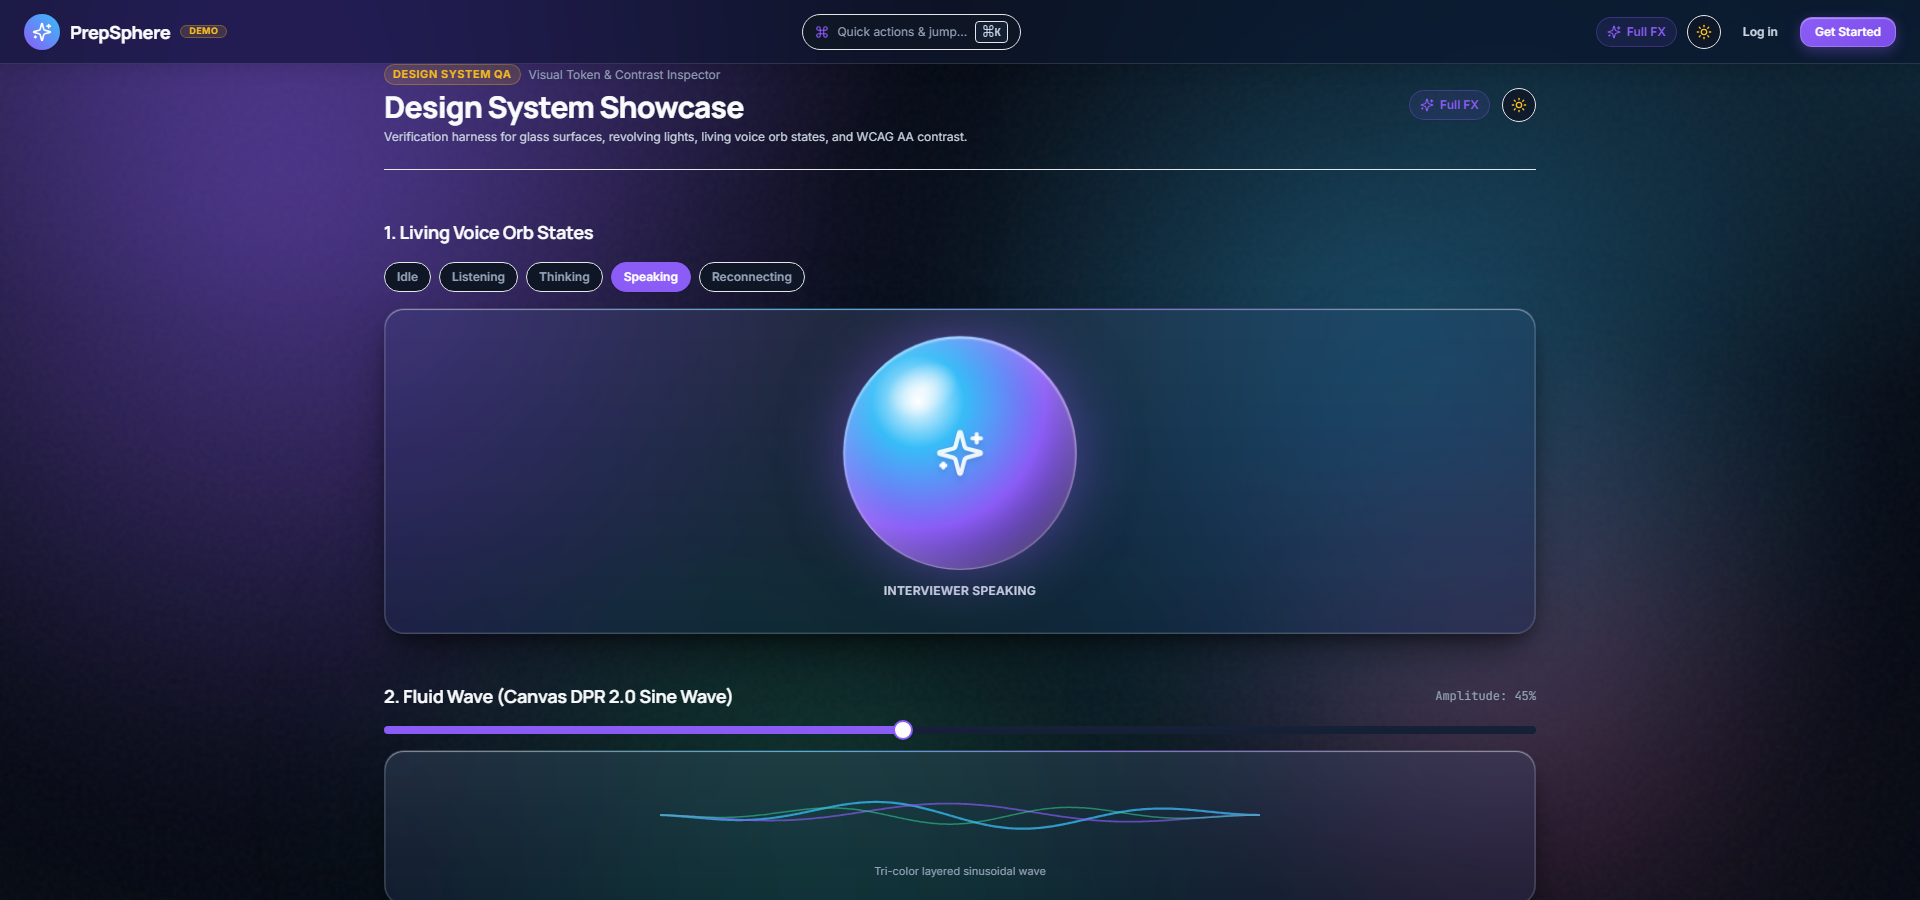 PrepSphere DEMO
Quick actions & jump... ⌘K
Full FX
Log in
Get Started
DESIGN SYSTEM QA Visual Token & Contrast Inspector
Design System Showcase
Full FX
Verification harness for glass surfaces, revolving lights, living voice orb states, and WCAG AA contrast.
1. Living Voice Orb States
Idle Listening Thinking Speaking Reconnecting
INTERVIEWER SPEAKING
2. Fluid Wave (Canvas DPR 2.0 Sine Wave)
Amplitude: 45%
Tri-color layered sinusoidal wave